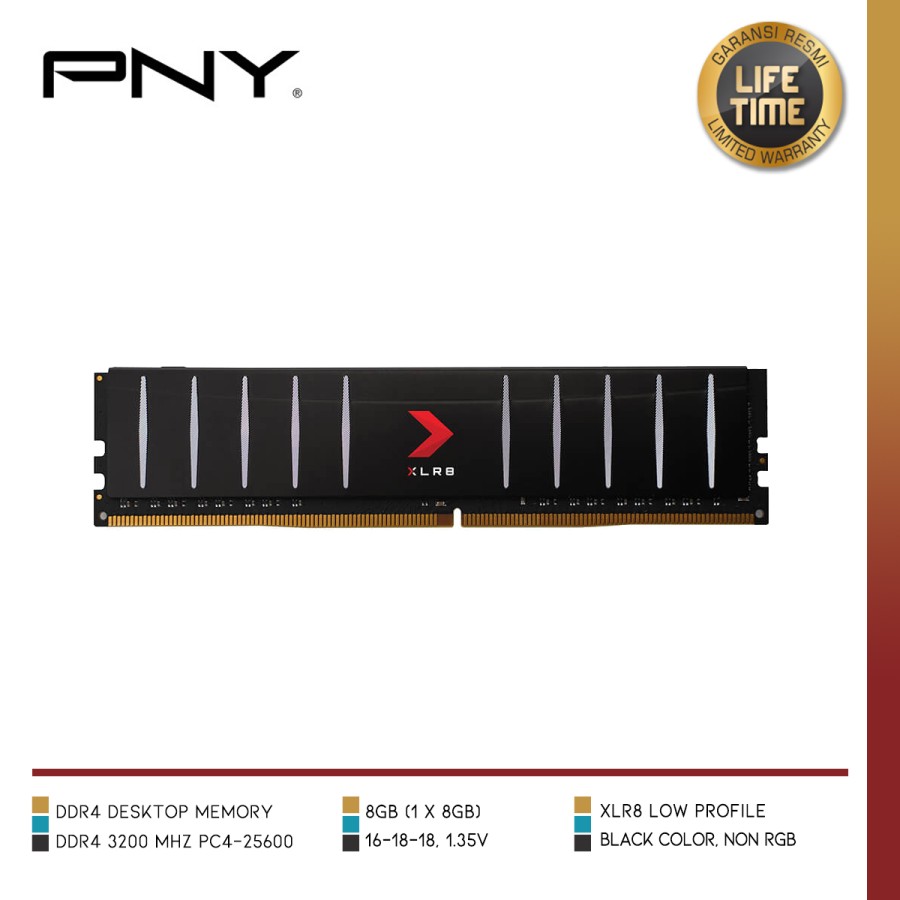 PNY®
GARANSI RESMI
LIFE
TIME
LIMITED WARRANTY
XLR8
DDR4 DESKTOP MEMORY
DDR4 3200 MHZ PC4-25600
8GB (1 X 8GB)
16-18-18, 1.35V
XLR8 LOW PROFILE
BLACK COLOR, NON RGB